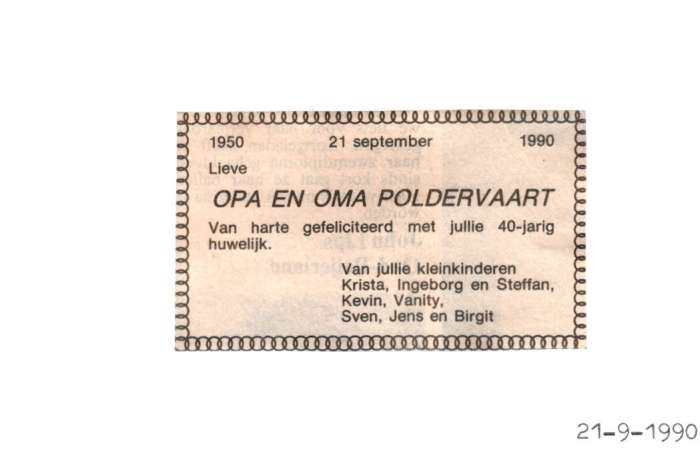 1950 21 september 1990
Lieve
OPA EN OMA POLDERVAART
Van harte gefeliciteerd met jullie 40-jarig
huwelijk.
Van jullie kleinkinderen
Krista, Ingeborg en Steffan,
Kevin, Vanity,
Sven, Jens en Birgit
21-9-1990